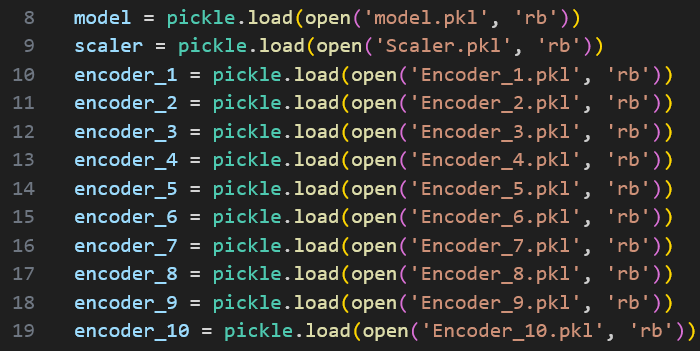 8 model = pickle.load(open('model.pkl', 'rb'))
9 scaler = pickle.load(open('Scaler.pkl', 'rb'))
10 encoder_1 = pickle.load(open('Encoder_1.pkl', 'rb'))
11 encoder_2 = pickle.load(open('Encoder_2.pkl', 'rb'))
12 encoder_3 = pickle.load(open('Encoder_3.pkl', 'rb'))
13 encoder_4 = pickle.load(open('Encoder_4.pkl', 'rb'))
14 encoder_5 = pickle.load(open('Encoder_5.pkl', 'rb'))
15 encoder_6 = pickle.load(open('Encoder_6.pkl', 'rb'))
16 encoder_7 = pickle.load(open('Encoder_7.pkl', 'rb'))
17 encoder_8 = pickle.load(open('Encoder_8.pkl', 'rb'))
18 encoder_9 = pickle.load(open('Encoder_9.pkl', 'rb'))
19 encoder_10 = pickle.load(open('Encoder_10.pkl', 'rb'))